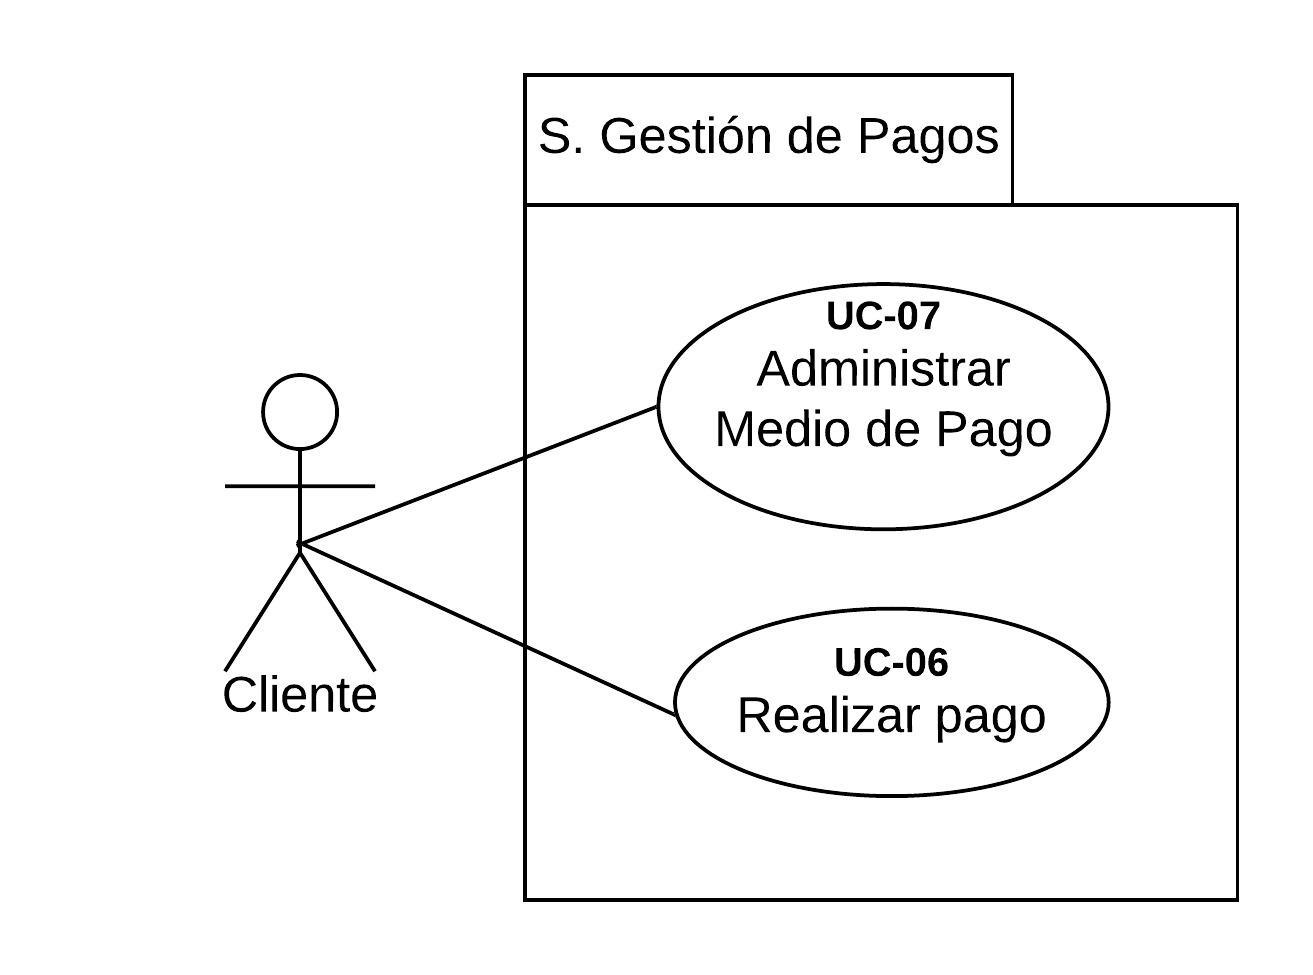 S. Gestión de Pagos
UC-07
Administrar
Medio de Pago
UC-06
Realizar pago
Cliente